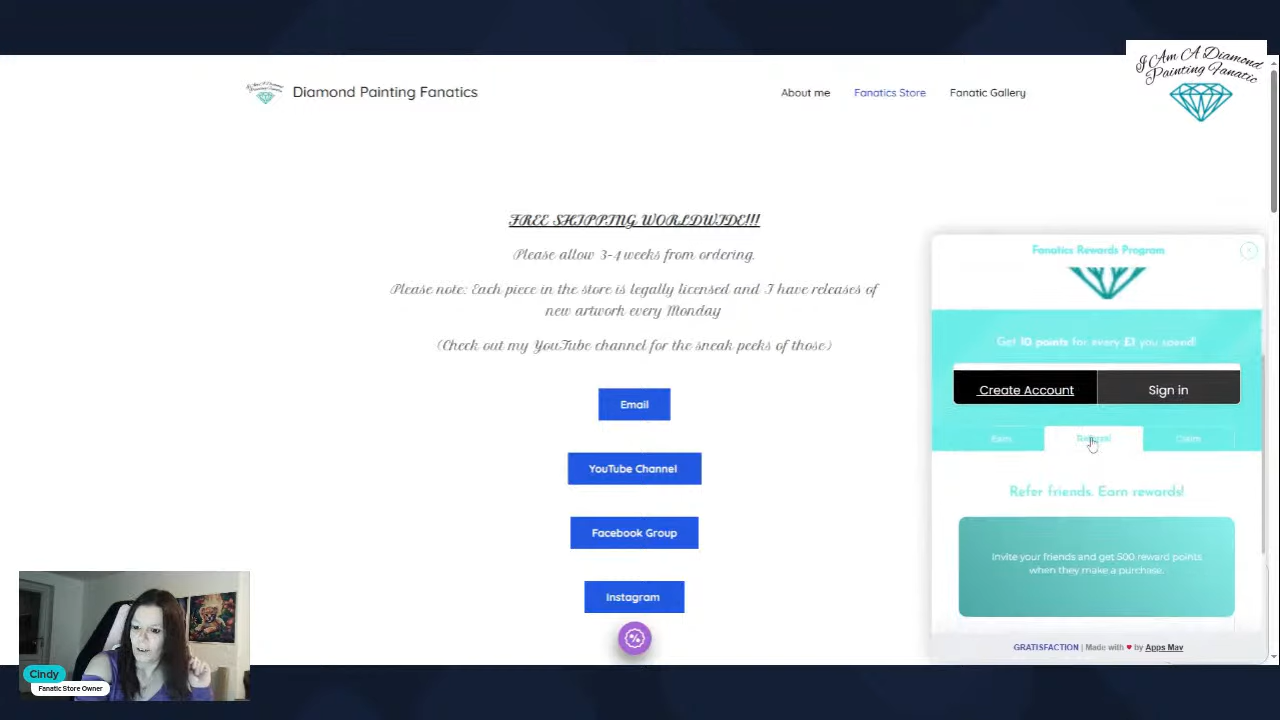 I Am A Diamond
Painting Fanatic
Diamond Painting Fanatics
About me
Fanatics Store
Fanatic Gallery
FREE SHIPPING WORLDWIDE!!!
Please allow 3-4 weeks from ordering.
Please note: Each piece in the store is legally licensed and I have releases of
new artwork every Monday
(Check out my YouTube channel for the sneak peeks of those)
Email
YouTube Channel
Facebook Group
Instagram
Fanatics Rewards Program
Get 10 points for every £1 you spend!
Create Account
Sign in
Earn
Claim
Refer friends. Earn rewards!
Invite your friends and get 500 reward points
when they make a purchase.
GRATISFACTION | Made with ♥ by Apps Mav
Cindy
Fanatic Store Owner